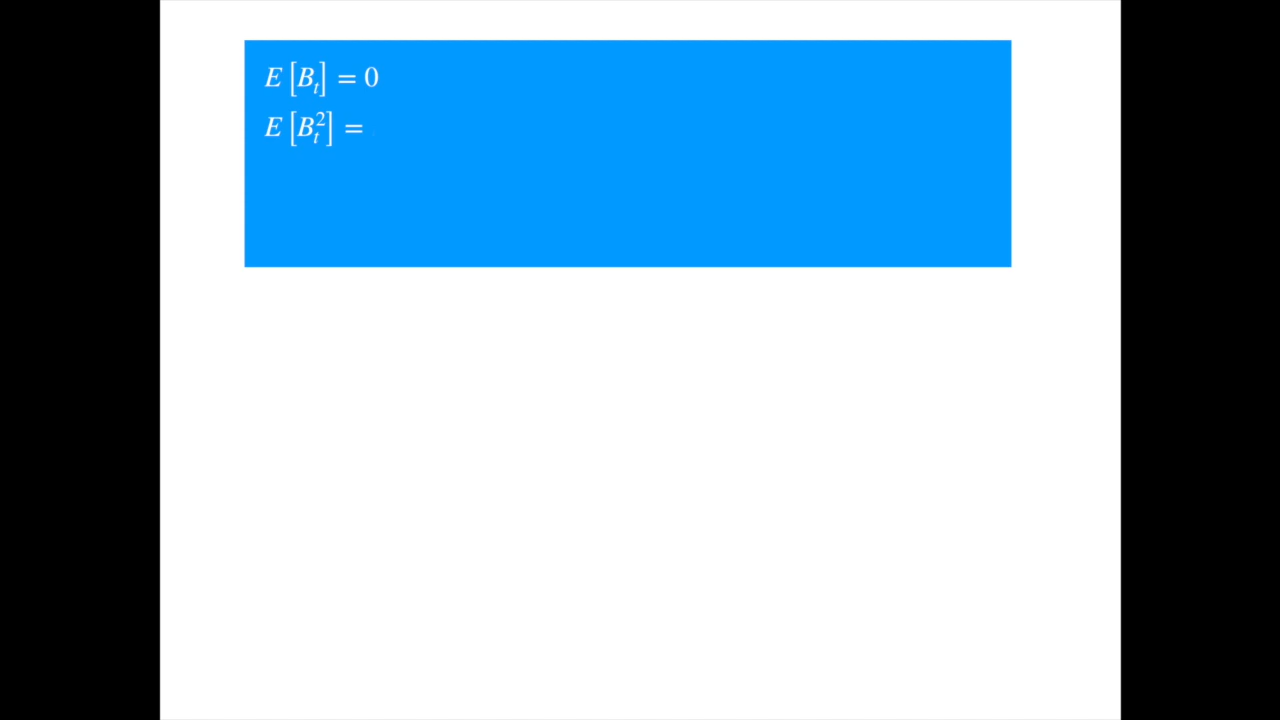 E [B_t] = 0
E [B_t^2] =